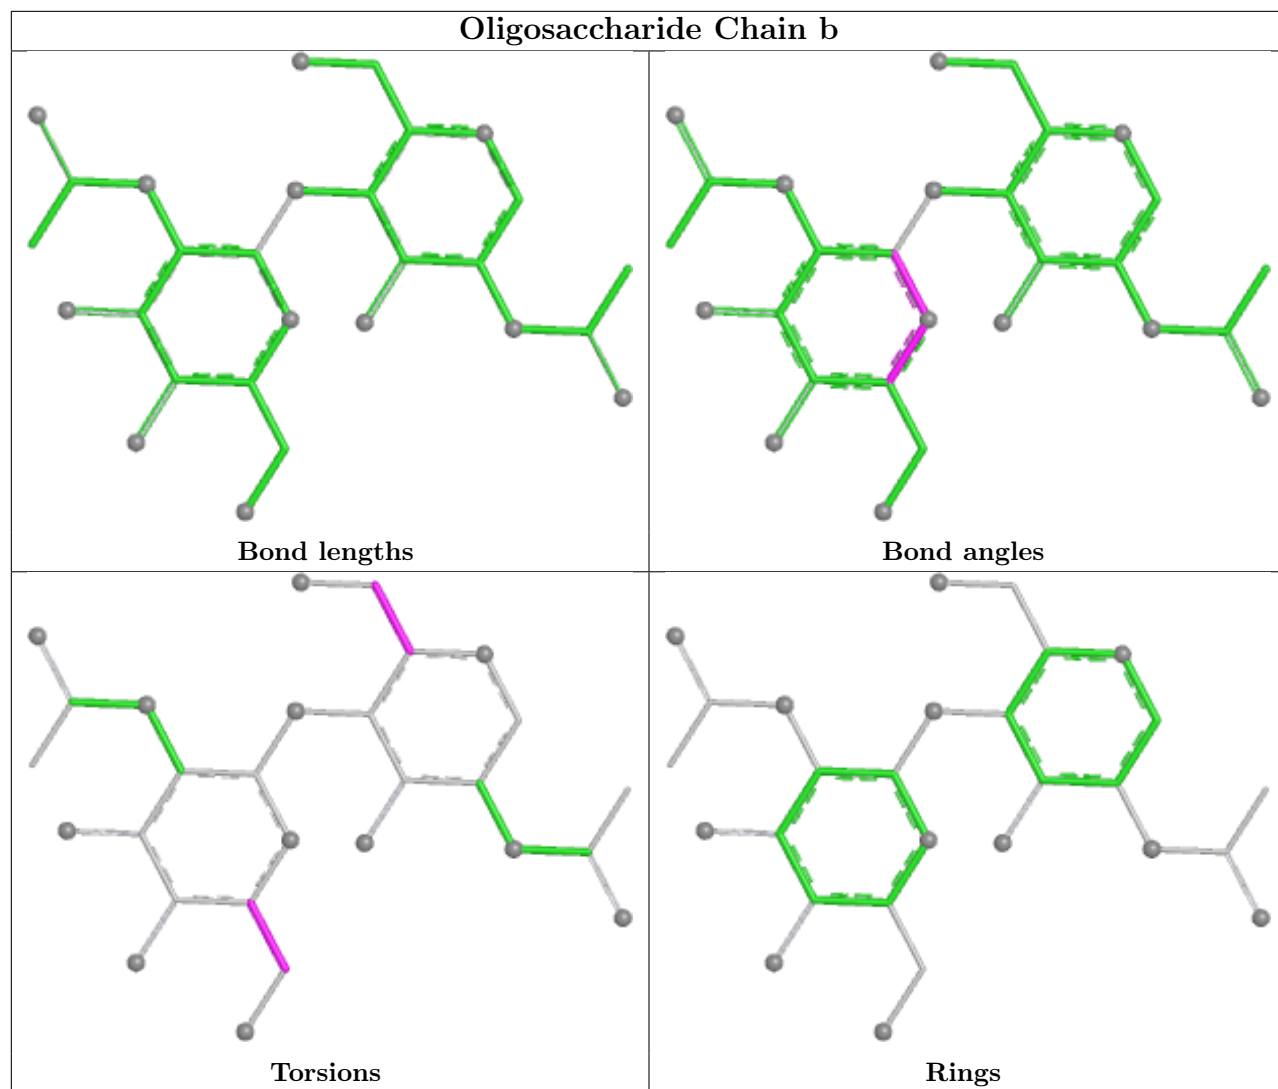 Oligosaccharide Chain b
Bond lengths
Bond angles
Torsions
Rings